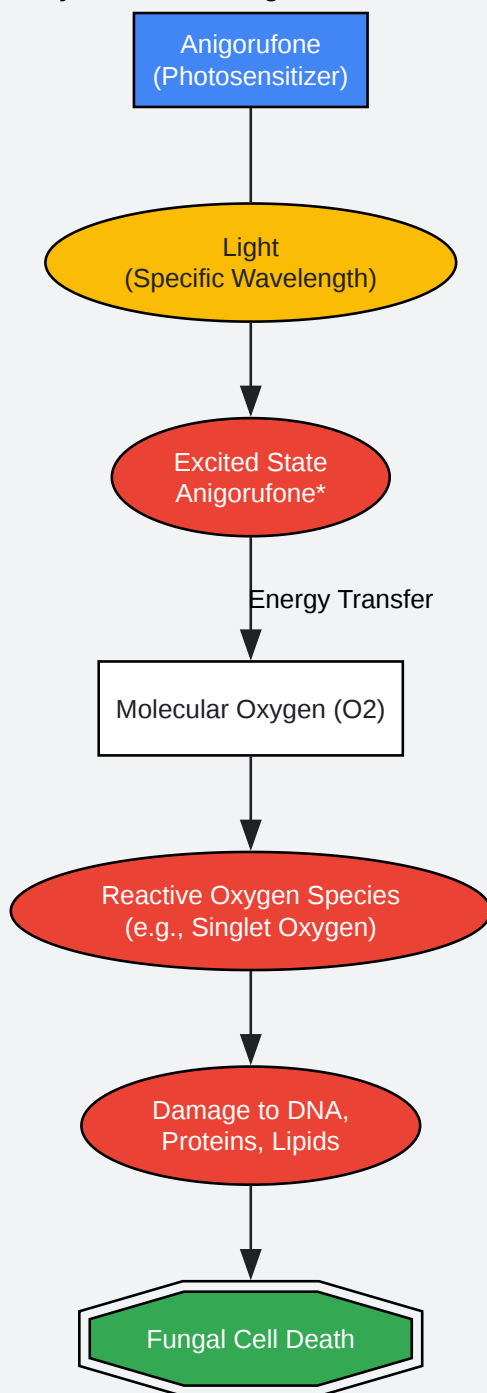 Anigorufone
(Photosensitizer)
Light
(Specific Wavelength)
Excited State
Anigorufone*
Energy Transfer
Molecular Oxygen (O2)
Reactive Oxygen Species
(e.g., Singlet Oxygen)
Damage to DNA,
Proteins, Lipids
Fungal Cell Death